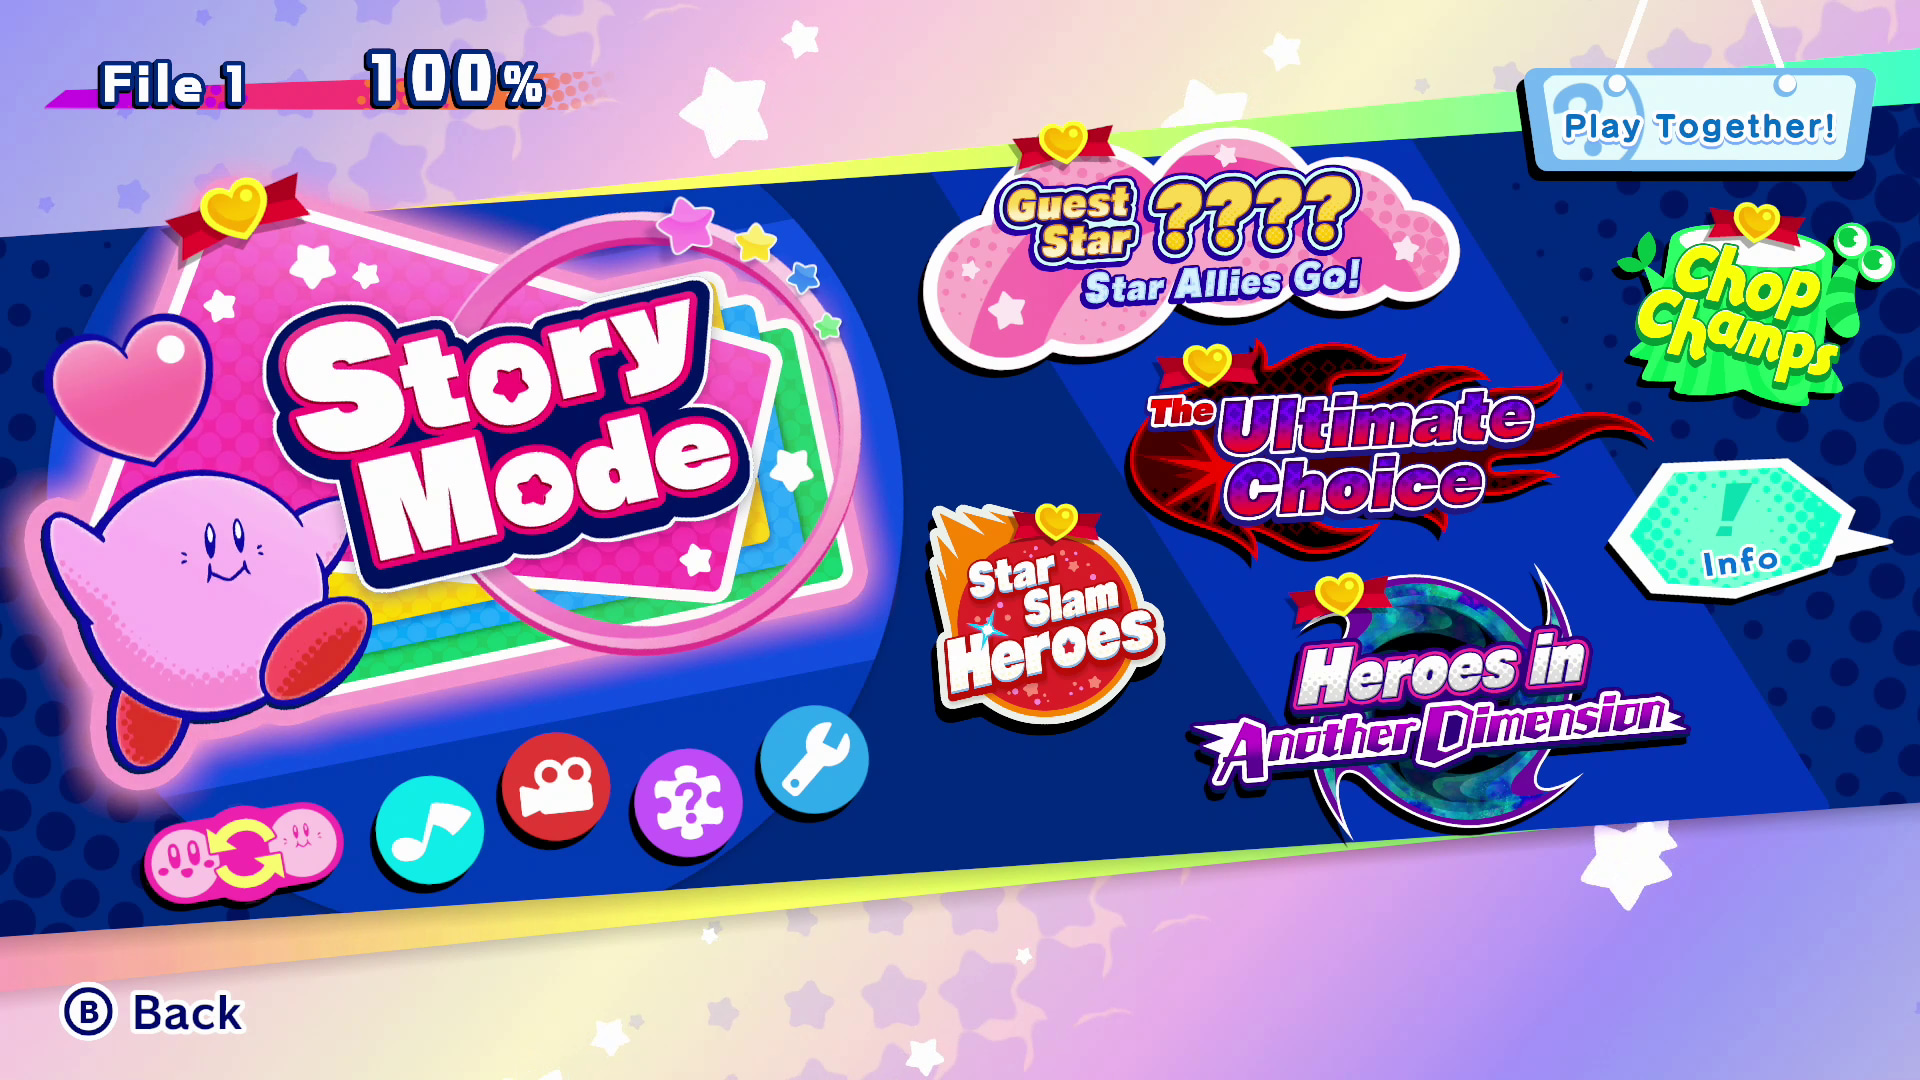 File 1 100%
Play Together!
Story
Mode
Guest
Star ????
Star Allies Go!
Chop
Champs
The Ultimate
Choice
!
Info
Star
Slam
Heroes
Heroes in
Another Dimension
?
B Back